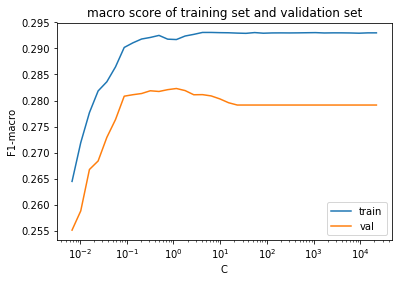 macro score of training set and validation set
F1-macro
0.295
0.290
0.285
0.280
0.275
0.270
0.265
0.260
0.255
10⁻² 10⁻¹ 10⁰ 10¹ 10² 10³ 10⁴
C
train
val